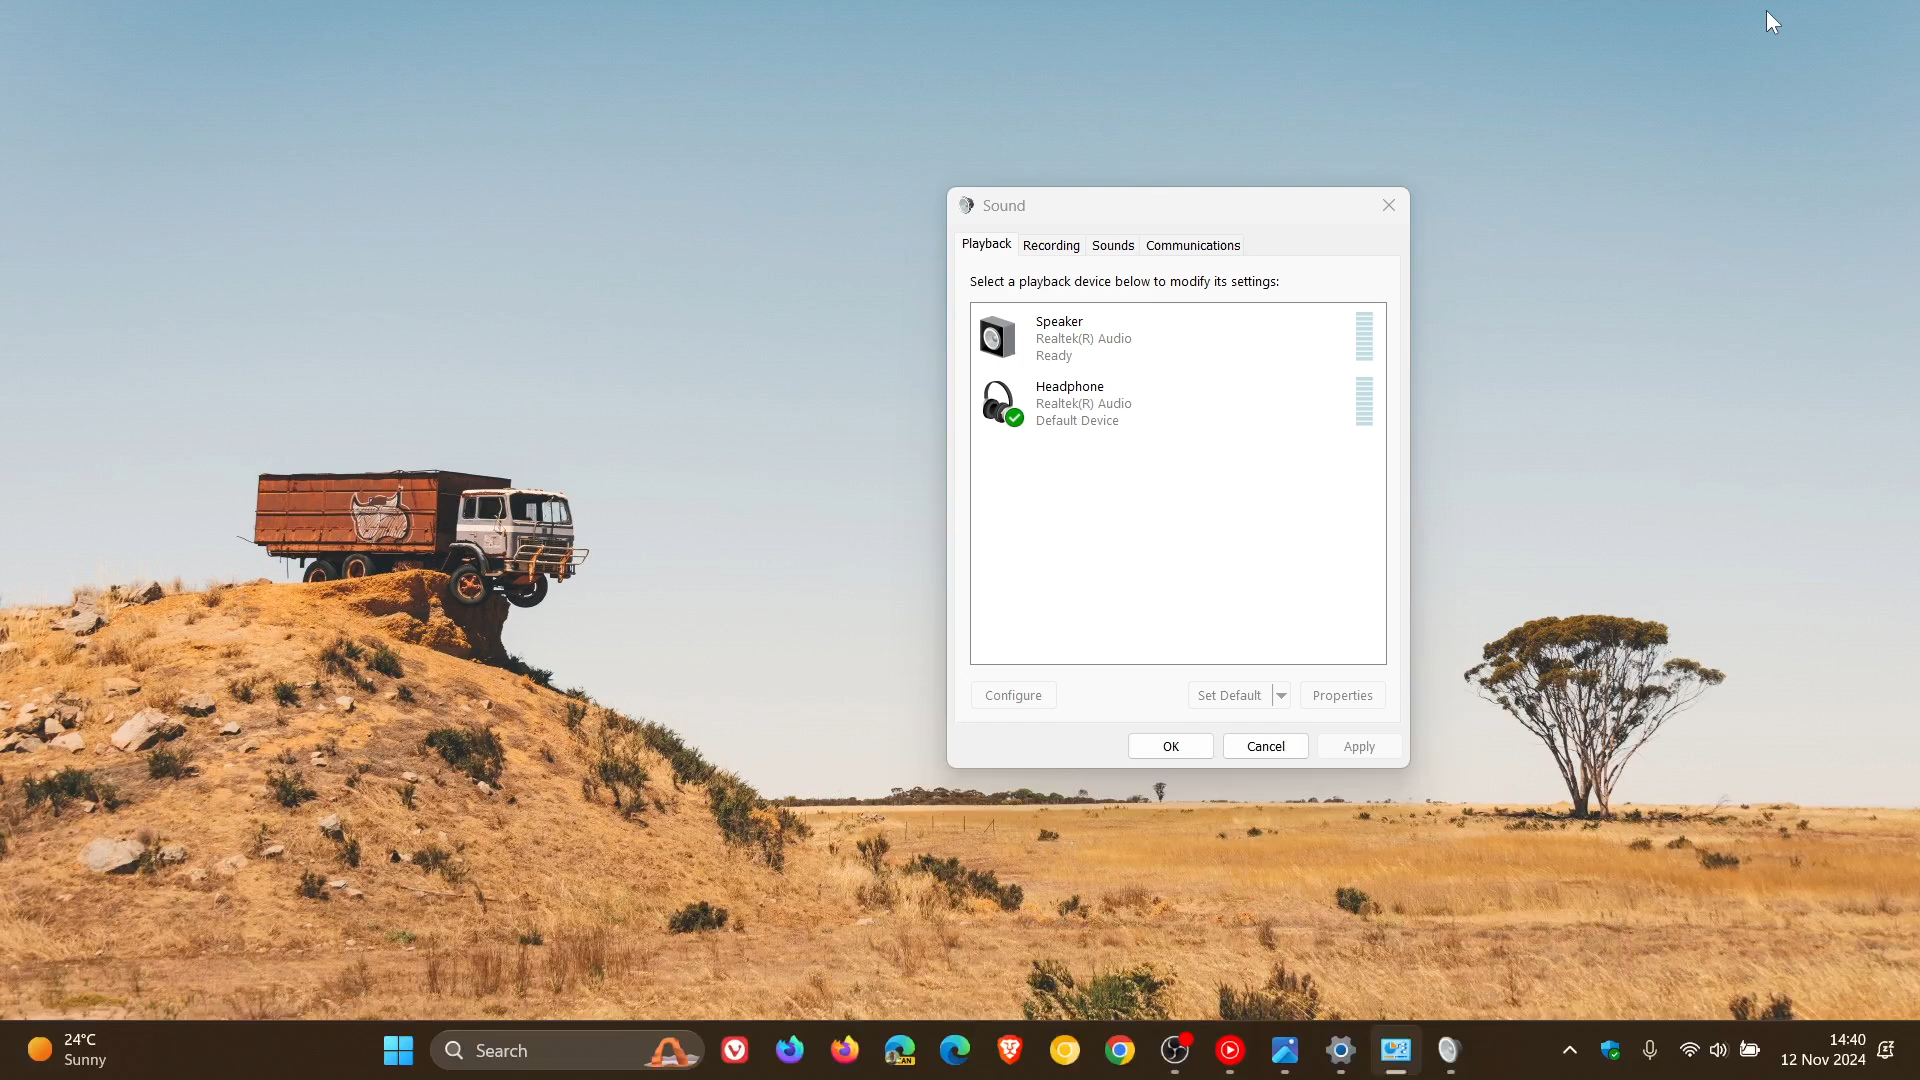 Sound
Playback
Recording
Sounds
Communications
Select a playback device below to modify its settings:
Speaker
Realtek(R) Audio
Ready
Headphone
Realtek(R) Audio
Default Device
Configure
Set Default
Properties
OK
Cancel
Apply
24°C
Sunny
Search
CAN
14:40
12 Nov 2024